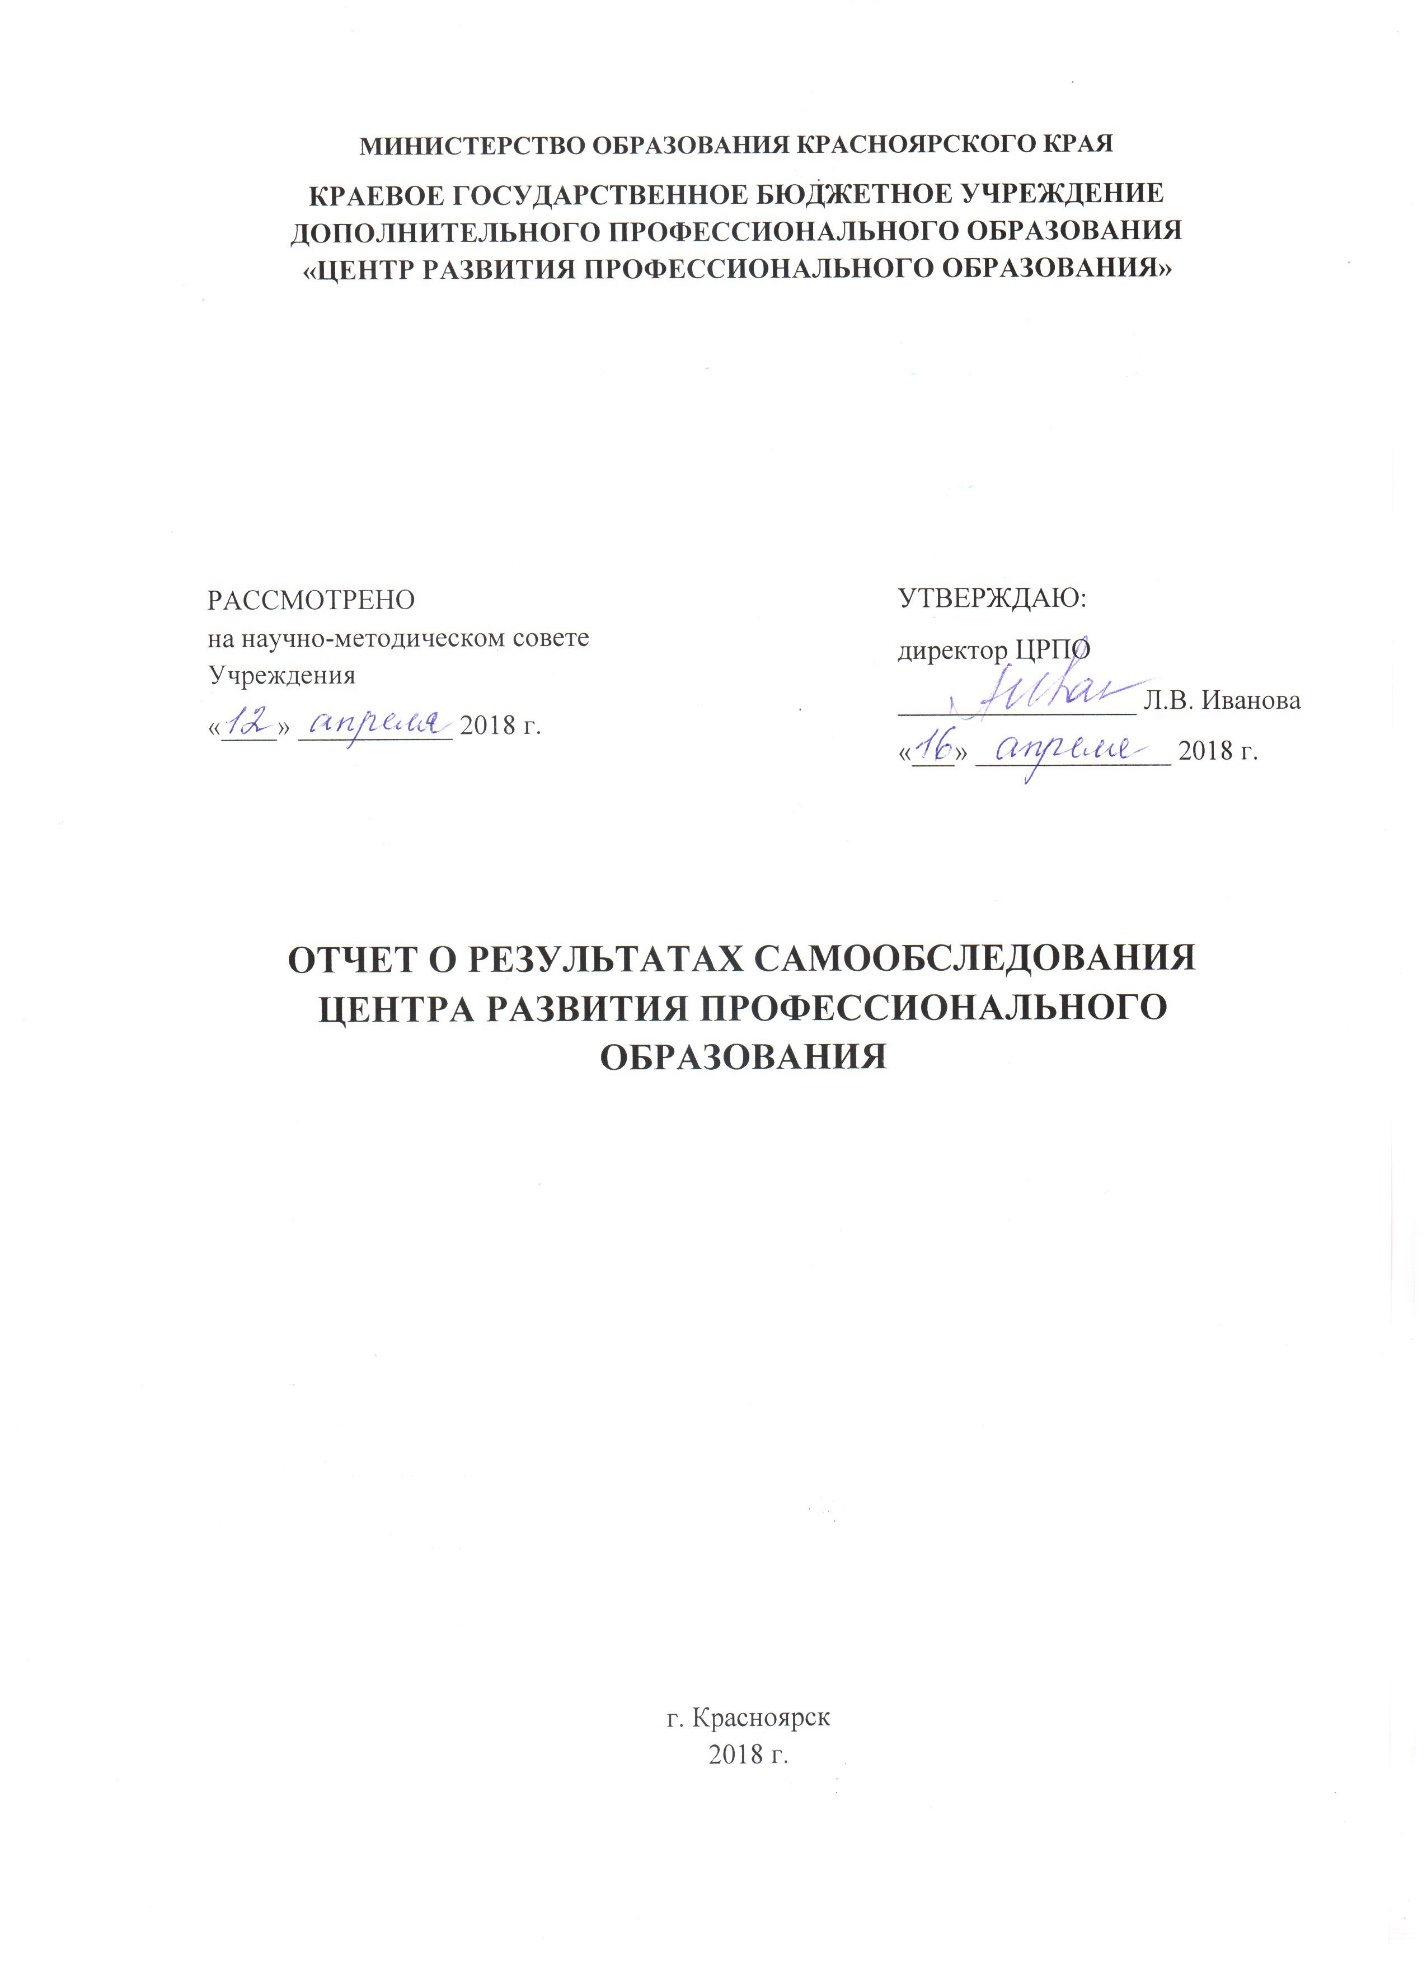 МИНИСТЕРСТВО ОБРАЗОВАНИЯ КРАСНОЯРСКОГО КРАЯ
КРАЕВОЕ ГОСУДАРСТВЕННОЕ БЮДЖЕТНОЕ УЧРЕЖДЕНИЕ
ДОПОЛНИТЕЛЬНОГО ПРОФЕССИОНАЛЬНОГО ОБРАЗОВАНИЯ
«ЦЕНТР РАЗВИТИЯ ПРОФЕССИОНАЛЬНОГО ОБРАЗОВАНИЯ»
РАССМОТРЕНО
на научно-методическом совете
Учреждения
«12» апреля 2018 г.
УТВЕРЖДАЮ:
директор ЦРПО
Л.В. Иванова
«16» апреля 2018 г.
ОТЧЕТ О РЕЗУЛЬТАТАХ САМООБСЛЕДОВАНИЯ
ЦЕНТРА РАЗВИТИЯ ПРОФЕССИОНАЛЬНОГО
ОБРАЗОВАНИЯ
г. Красноярск
2018 г.